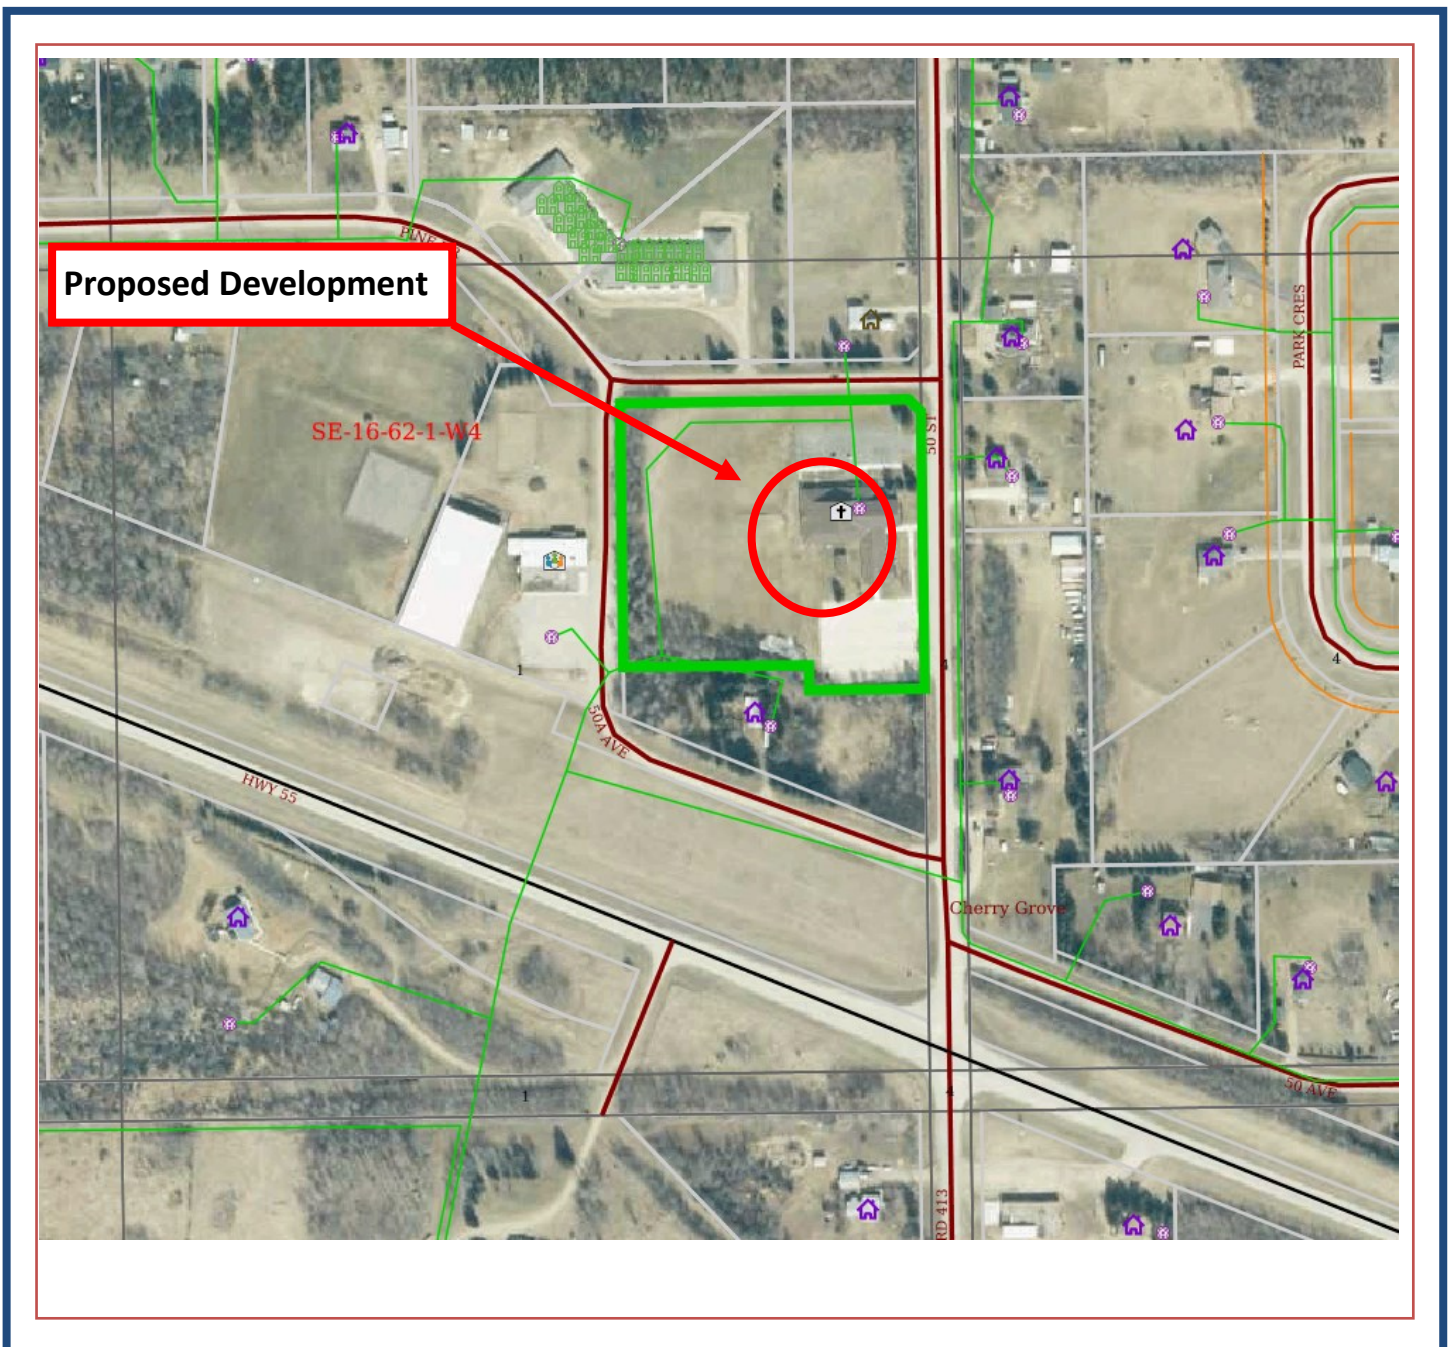 PINE DR
Proposed Development
PARK CRES
SE-16-62-1-W4
50 ST
4
4
1
50A AVE
HWY 55
Cherry Grove
50 AVE
1
4
RD 413